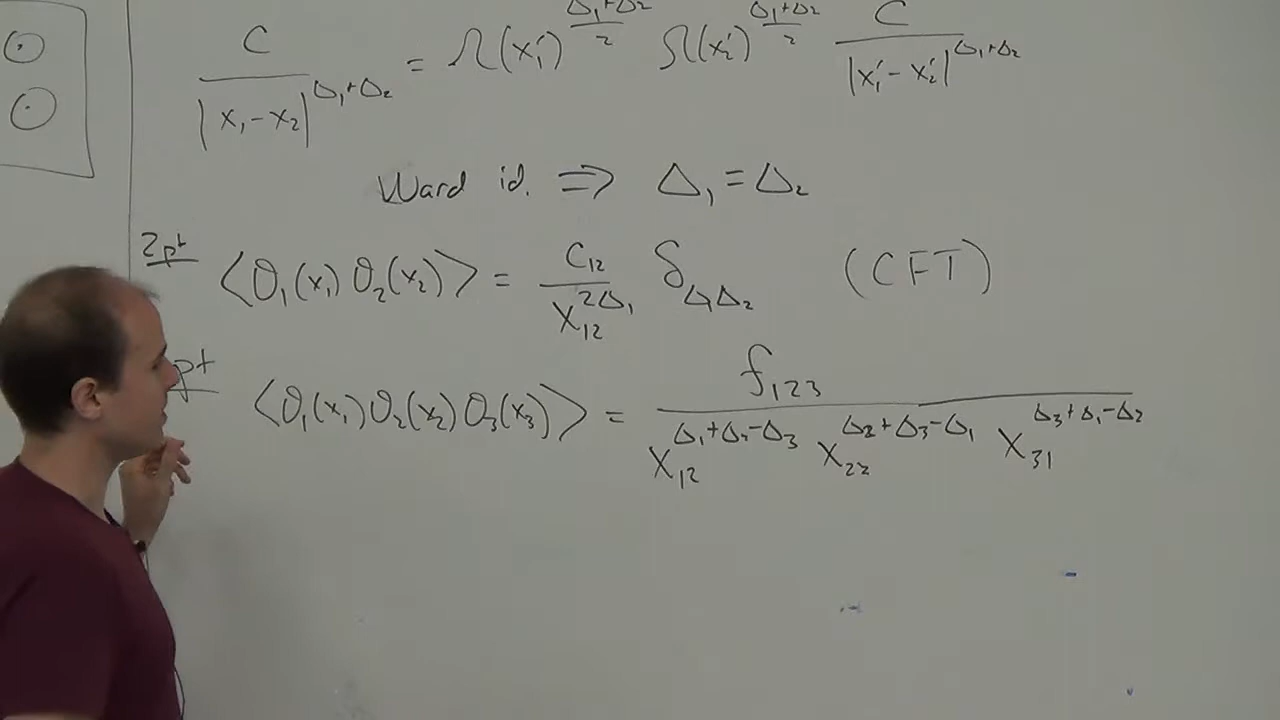 C / |x₁-x₂|^{Δ₁+Δ₂} = Ω(x₁')^{(Δ₁+Δ₂)/2} Ω(x₂')^{(Δ₁+Δ₂)/2} C / |x₁'-x₂'|^{Δ₁+Δ₂}
Ward id. ⇒ Δ₁=Δ₂
2pt ⟨O₁(x₁)O₂(x₂)⟩ = C₁₂ / x₁₂^{2Δ₁} δ_{Δ₁Δ₂} (CFT)
pt ⟨O₁(x₁)O₂(x₂)O₃(x₃)⟩ = f₁₂₃ / x₁₂^{Δ₁+Δ₂-Δ₃} x₂₃^{Δ₂+Δ₃-Δ₁} x₃₁^{Δ₃+Δ₁-Δ₂}